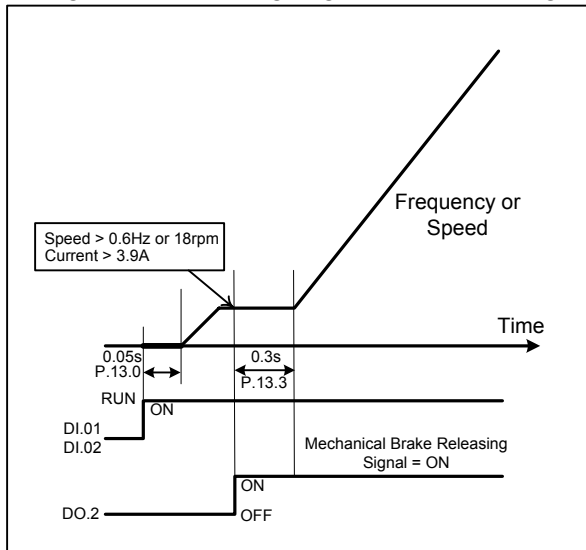 Frequency or
Speed
Speed > 0.6Hz or 18rpm
Current > 3.9A
Time
0.05s
P.13.0
0.3s
P.13.3
RUN
ON
DI.01
DI.02
Mechanical Brake Releasing
Signal = ON
ON
DO.2
OFF